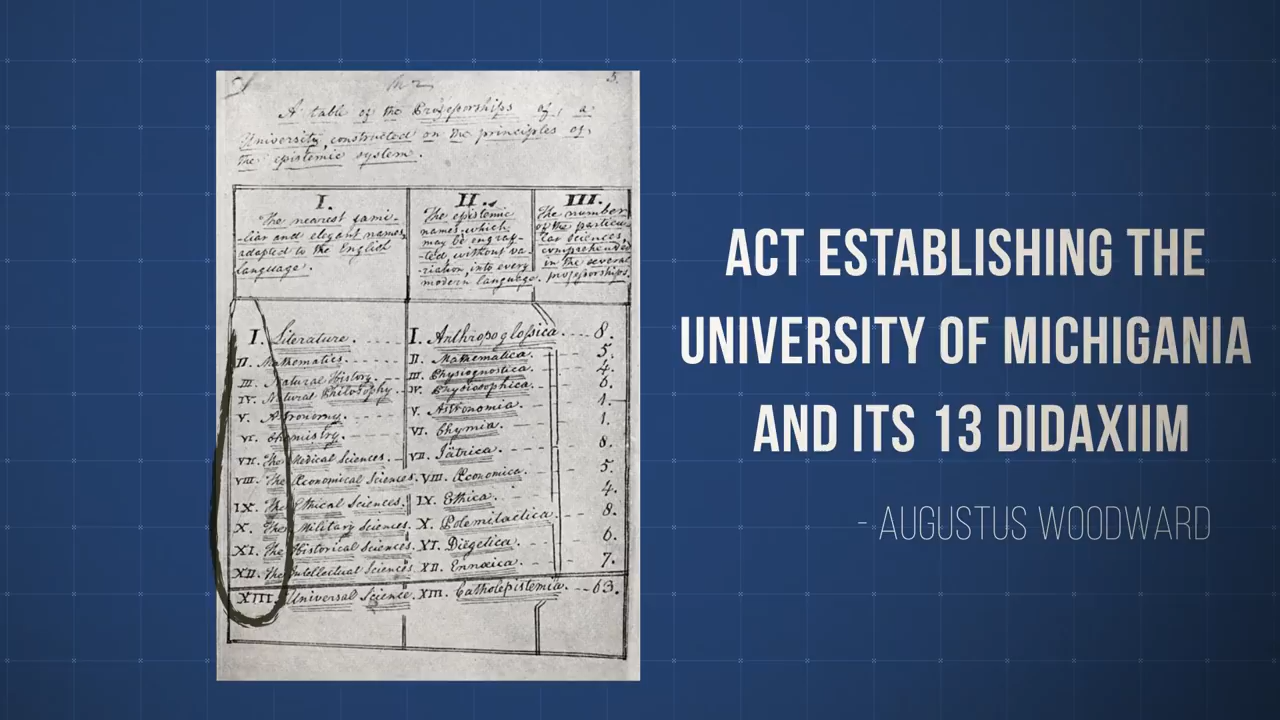 5.
A table of the Professorships of, a
University, constructed on the principles of,
the epistemic system.
I.
The nearest fami-
-liar and elegant names,
adapted to the English
language.
II.
The epistemic
names, which
may be engraf-
-ted without va-
-riation into every
modern language.
III.
The number
of the particu-
lar sciences
comprehended
in the several
professorships.
I. Literature. I. Anthropoglossica. 8.
II. Mathematics. II. Mathematica. 5.
III. Natural History. III. Physiognostica. 4.
IV. Natural Philosophy. IV. Physiosophica. 6.
V. Astronomy. V. Astronomia. 1.
VI. Chemistry. VI. Chymia. 1.
VII. The Medical Sciences. VII. Iätrica. 8.
VIII. The Œconomical Sciences. VIII. Œconomica. 5.
IX. The Ethical Sciences. IX. Ethica. 4.
X. The Military Sciences. X. Polemitactica. 8.
XI. The Historical Sciences. XI. Diëgetica. 6.
XII. The Intellectual Sciences. XII. Ennœica. 7.
XIII. Universal Science. XIII. Catholepistemia. 63.
ACT ESTABLISHING THE
UNIVERSITY OF MICHIGANIA
AND ITS 13 DIDAXIIM
- AUGUSTUS WOODWARD